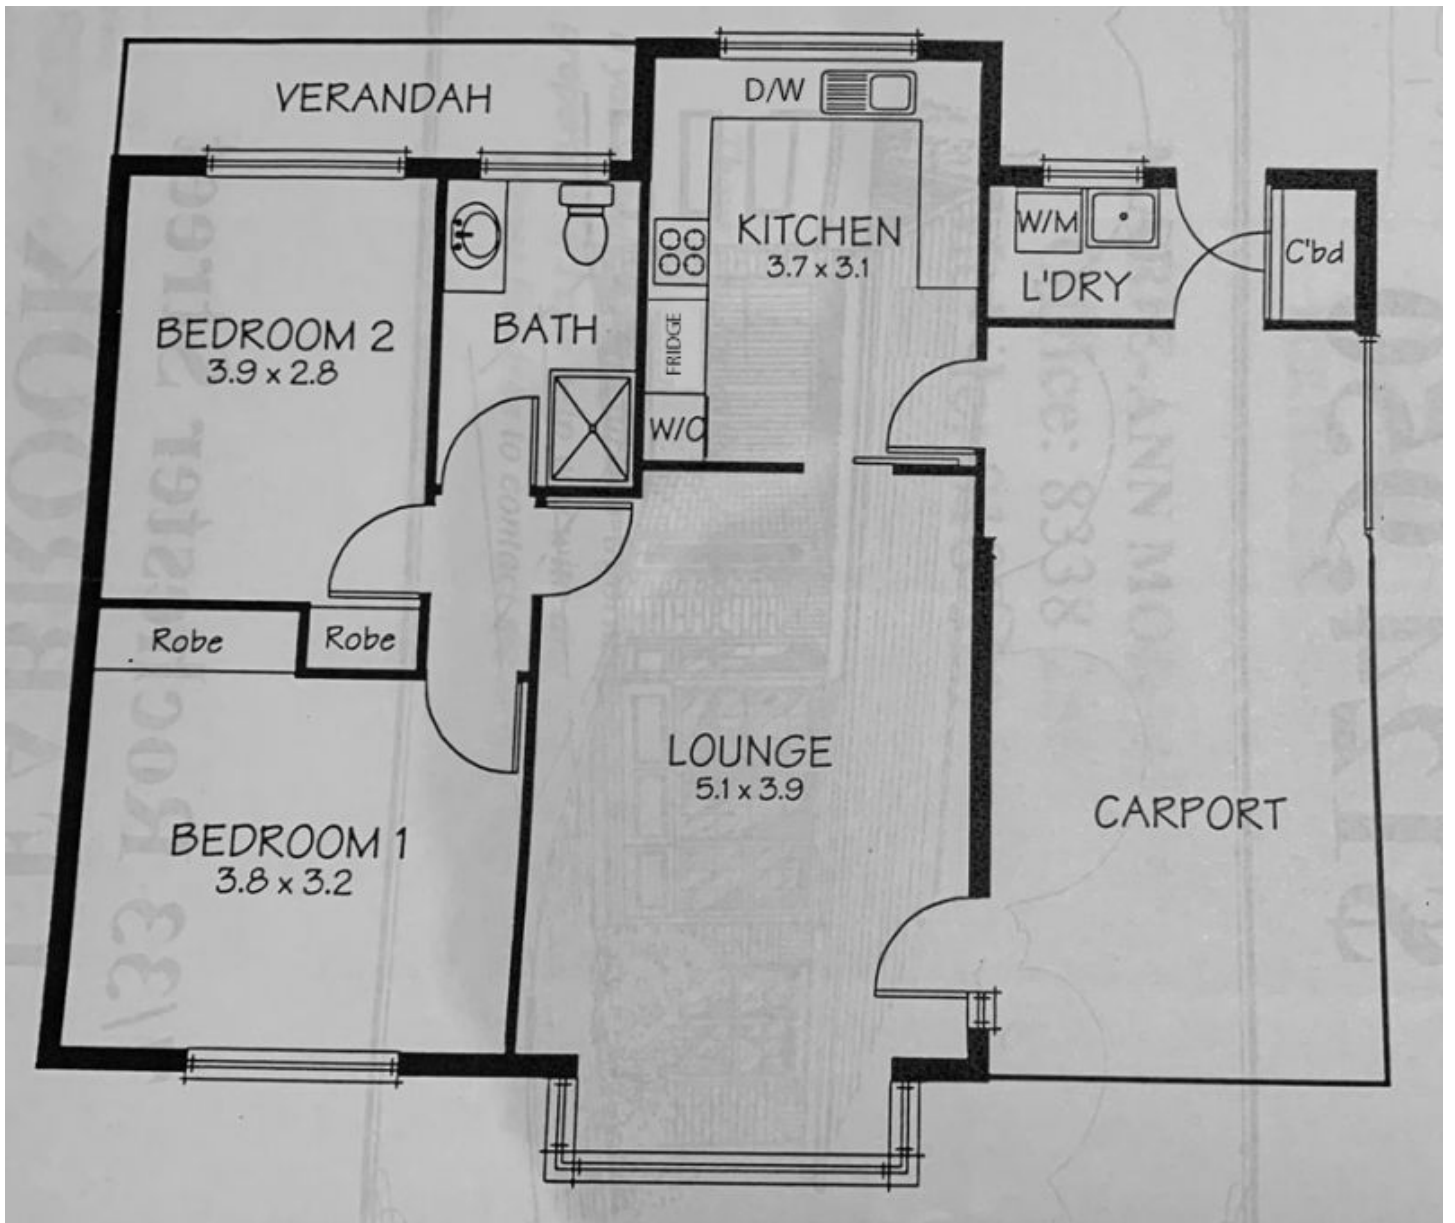 VERANDAH
D/W
KITCHEN
3.7 x 3.1
W/M
L'DRY
C'bd
BEDROOM 2
3.9 x 2.8
BATH
FRIDGE
W/O
Robe
Robe
LOUNGE
5.1 x 3.9
CARPORT
BEDROOM 1
3.8 x 3.2